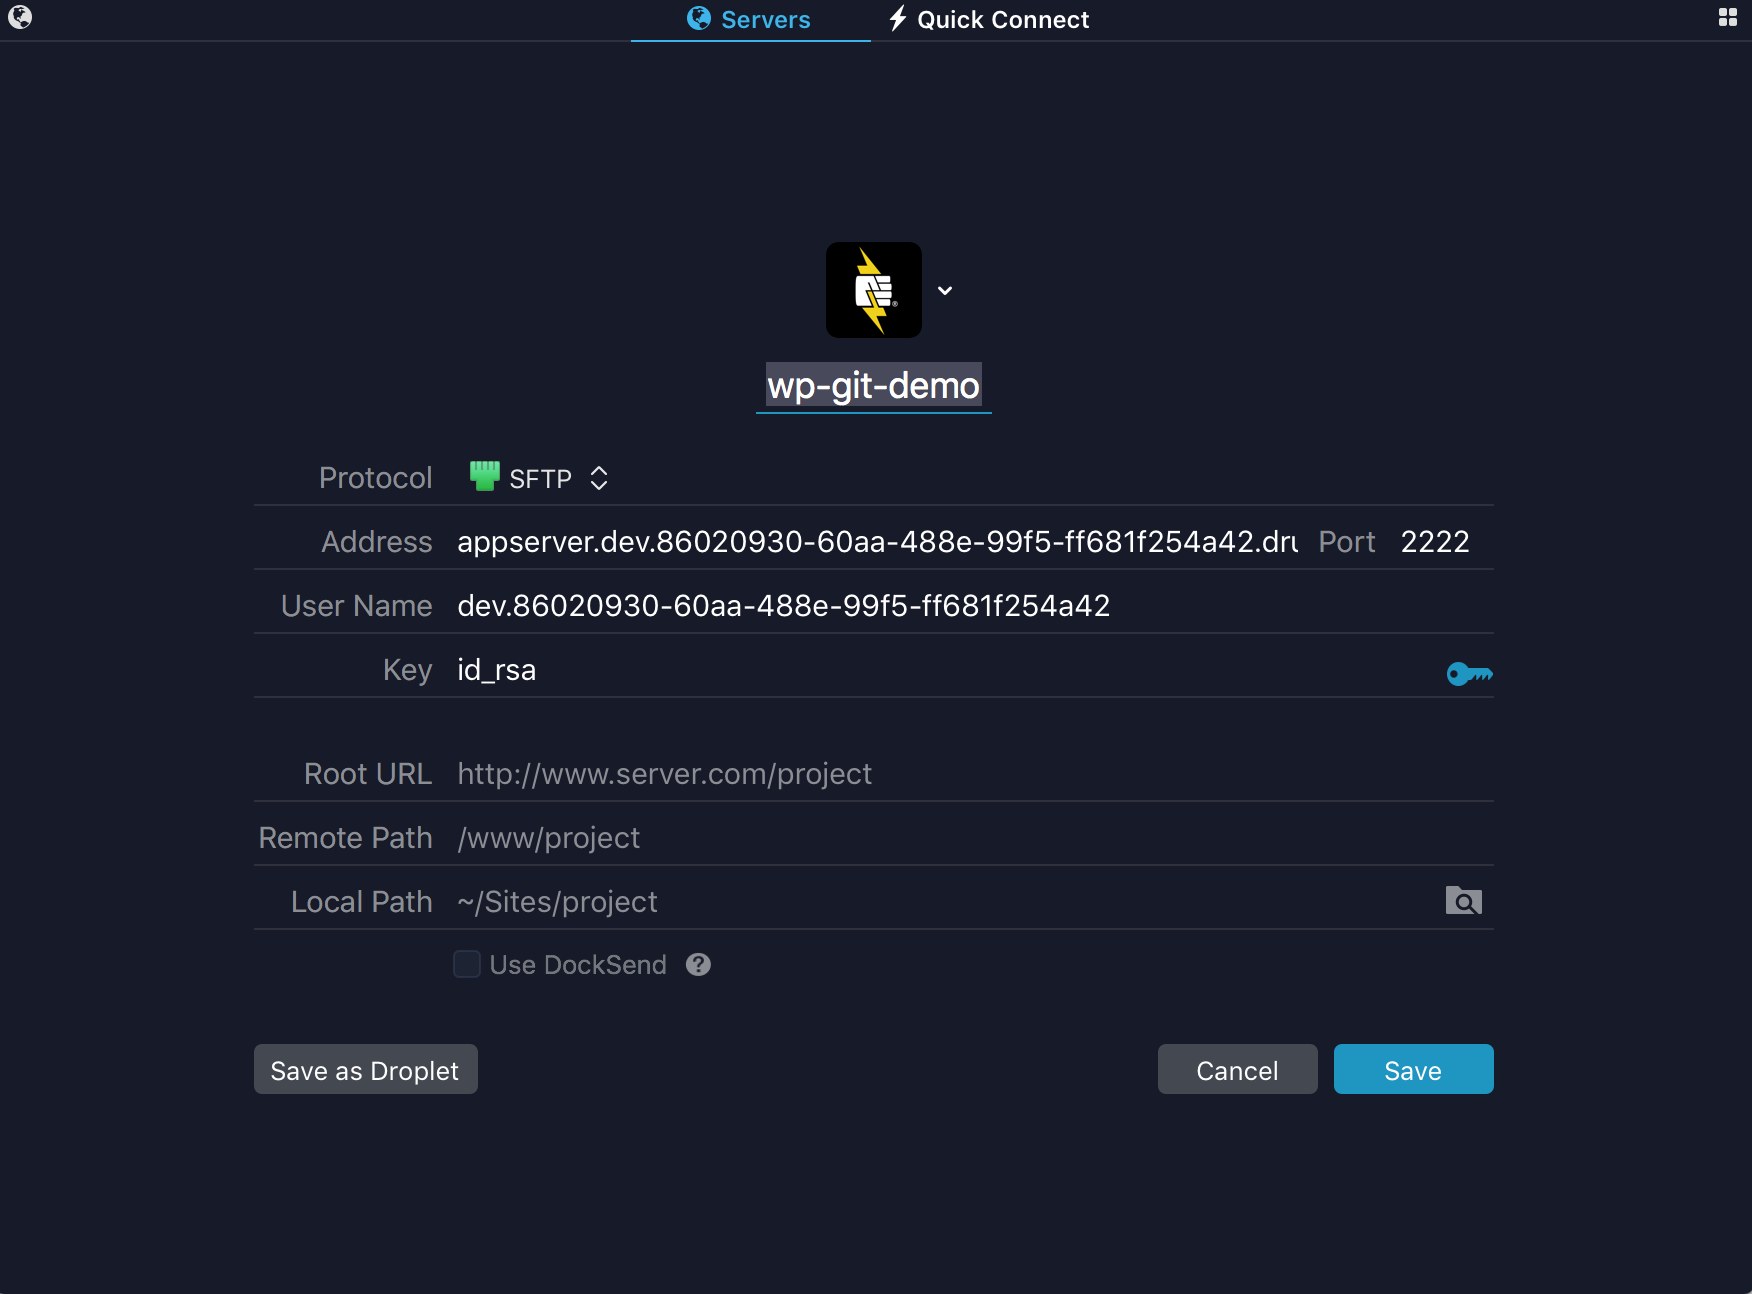 Servers
Quick Connect
wp-git-demo
Protocol SFTP
Address appserver.dev.86020930-60aa-488e-99f5-ff681f254a42.dru Port 2222
User Name dev.86020930-60aa-488e-99f5-ff681f254a42
Key id_rsa
Root URL http://www.server.com/project
Remote Path /www/project
Local Path ~/Sites/project
Use DockSend ?
Save as Droplet
Cancel
Save